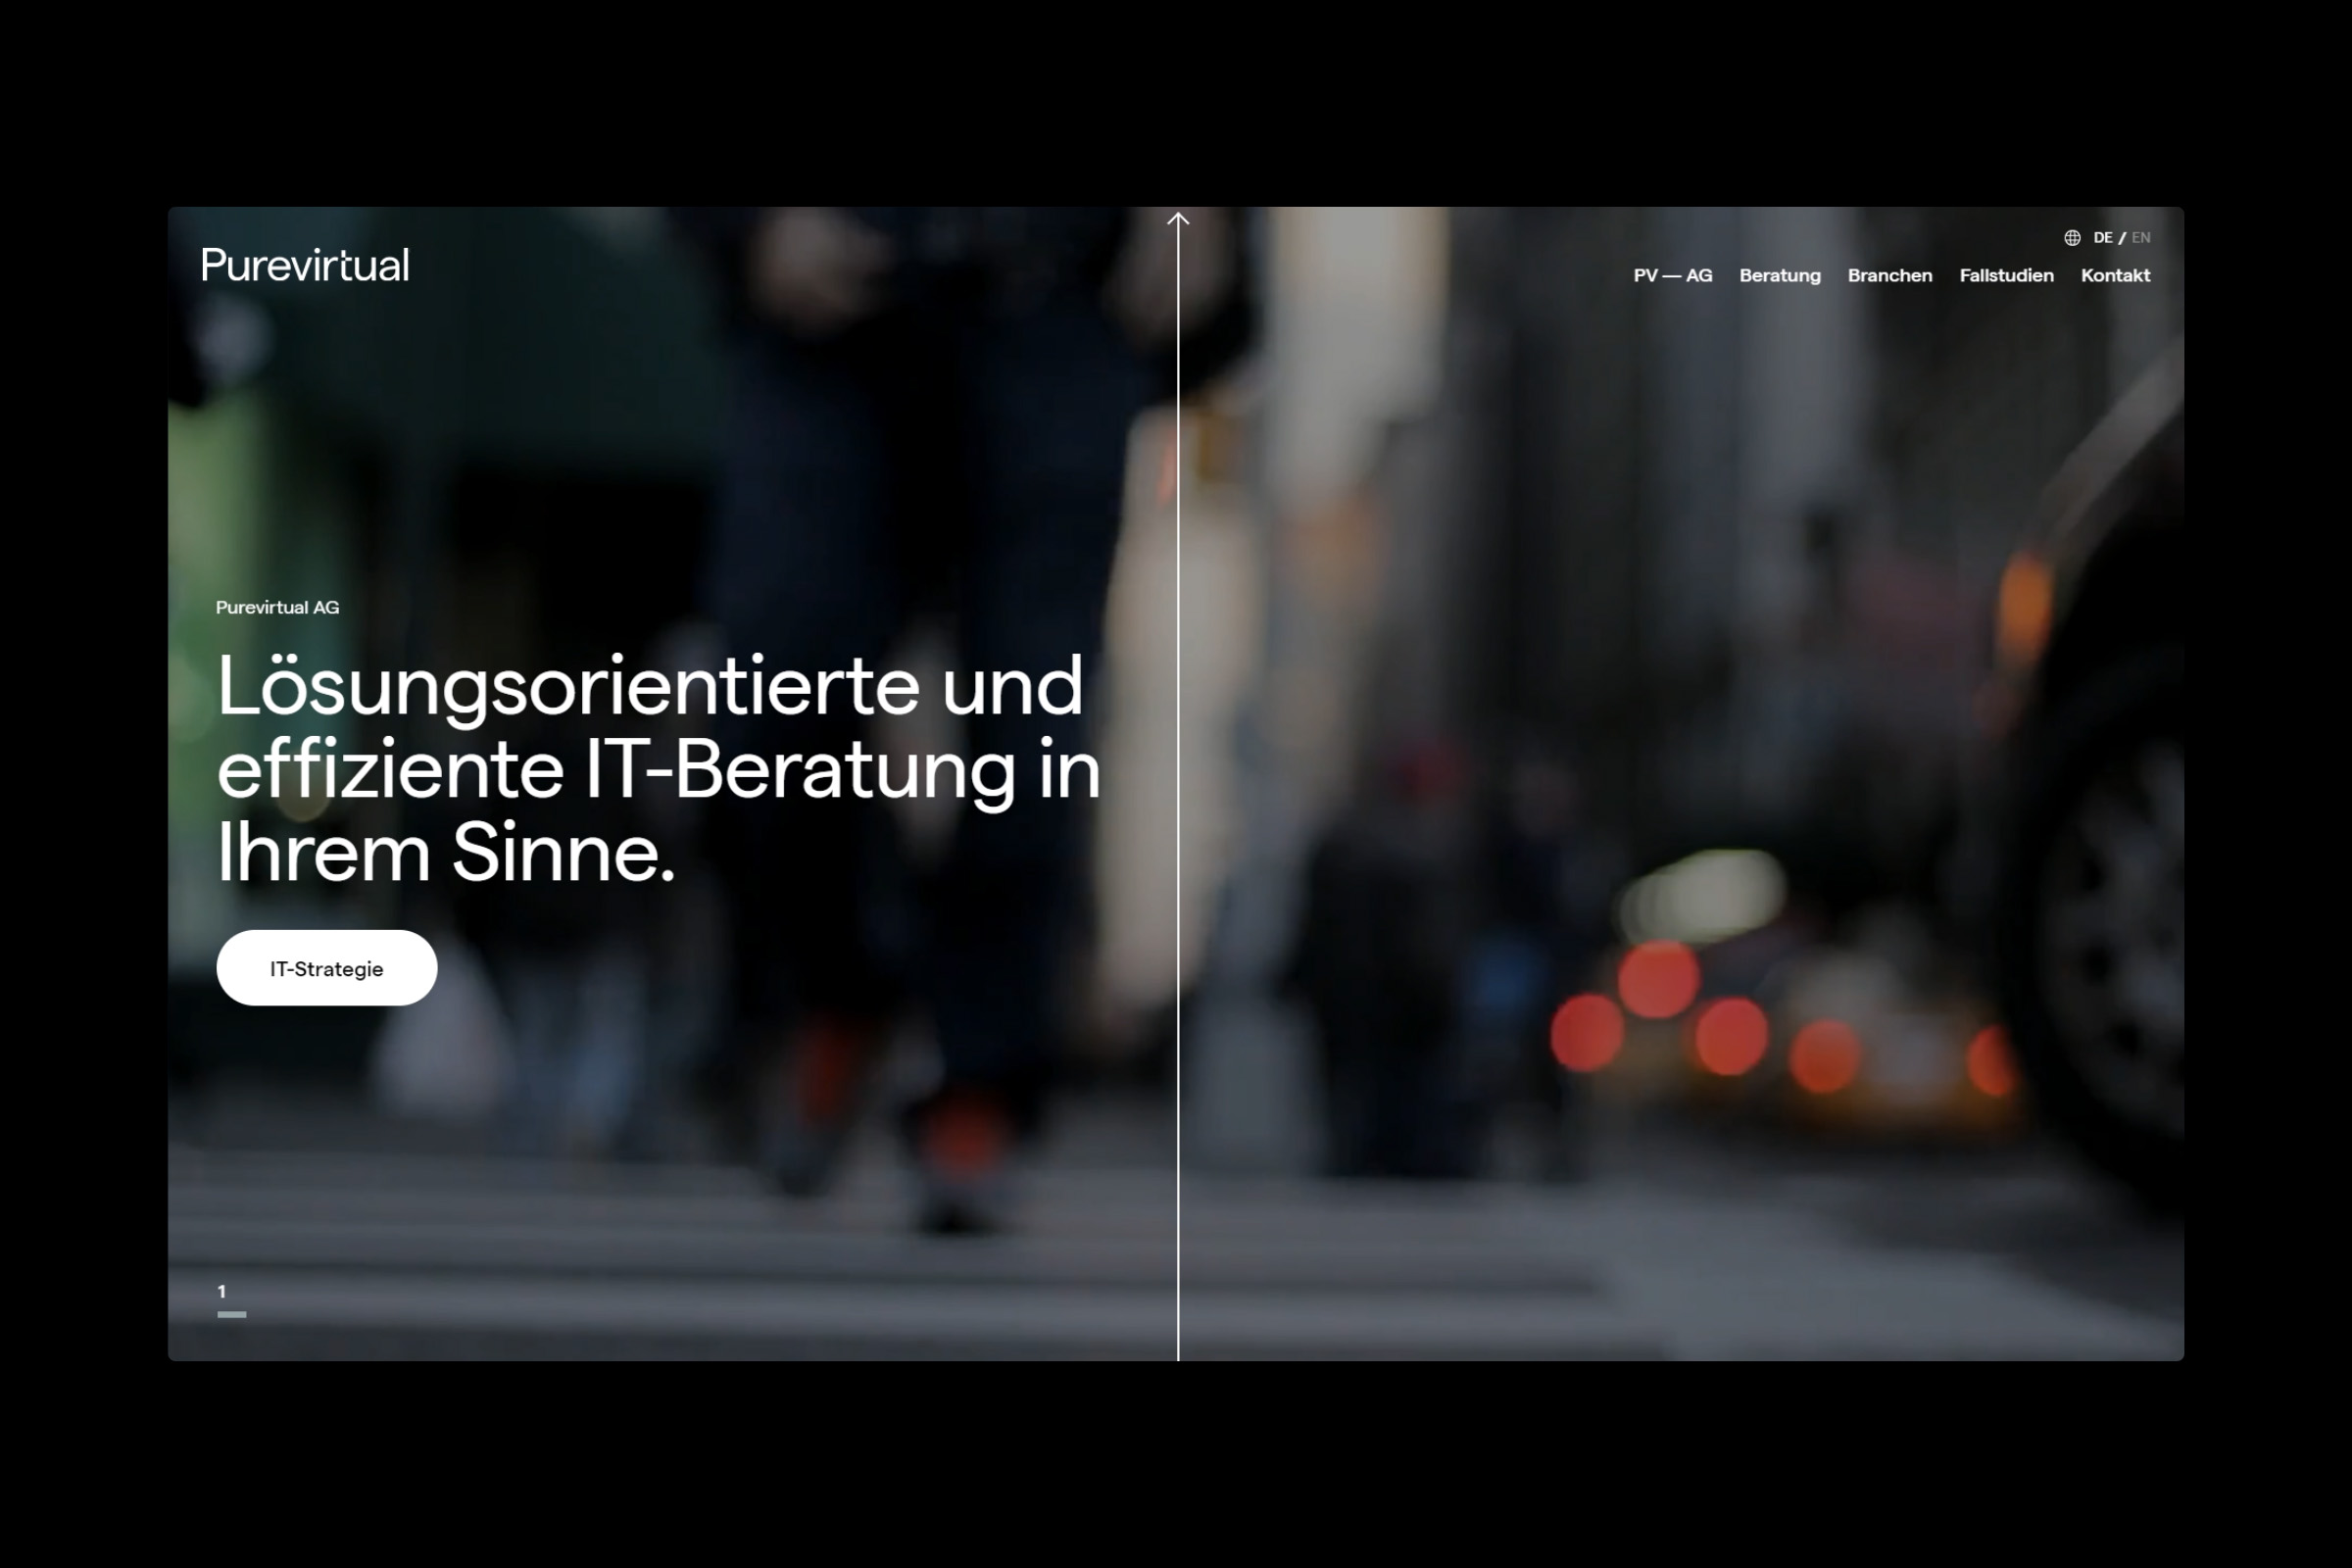 Purevirtual
DE / EN
PV — AG Beratung Branchen Fallstudien Kontakt
Purevirtual AG
Lösungsorientierte und
effiziente IT-Beratung in
Ihrem Sinne.
IT-Strategie
1